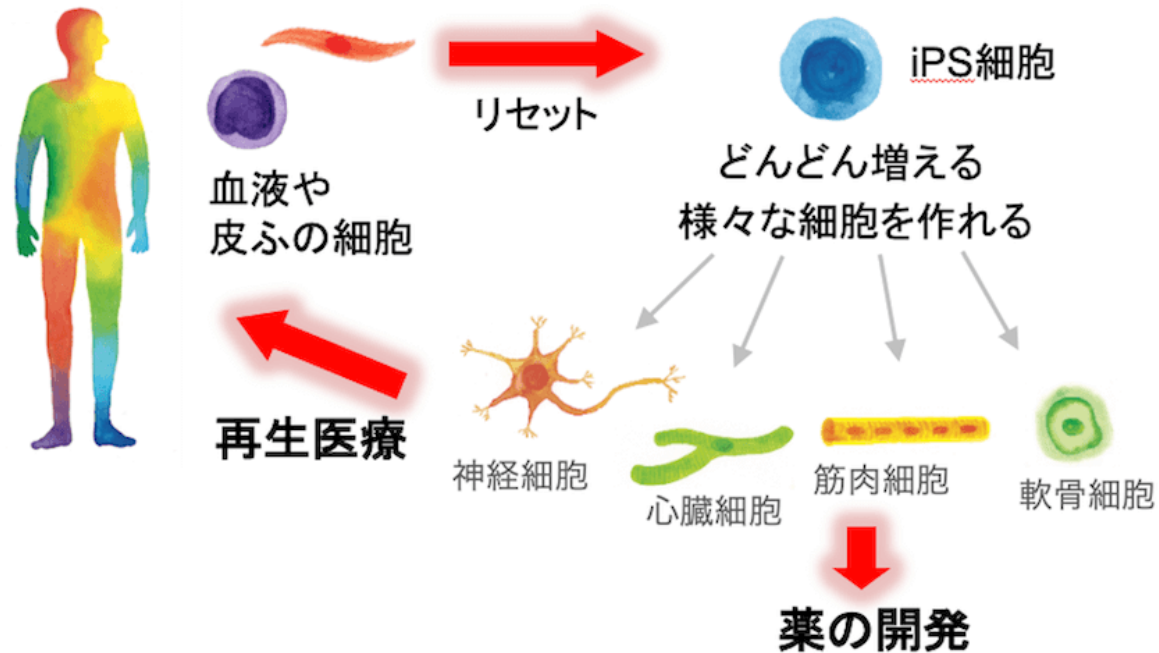 リセット
iPS細胞
血液や
皮ふの細胞
どんどん増える
様々な細胞を作れる
再生医療
神経細胞
心臓細胞
筋肉細胞
軟骨細胞
薬の開発